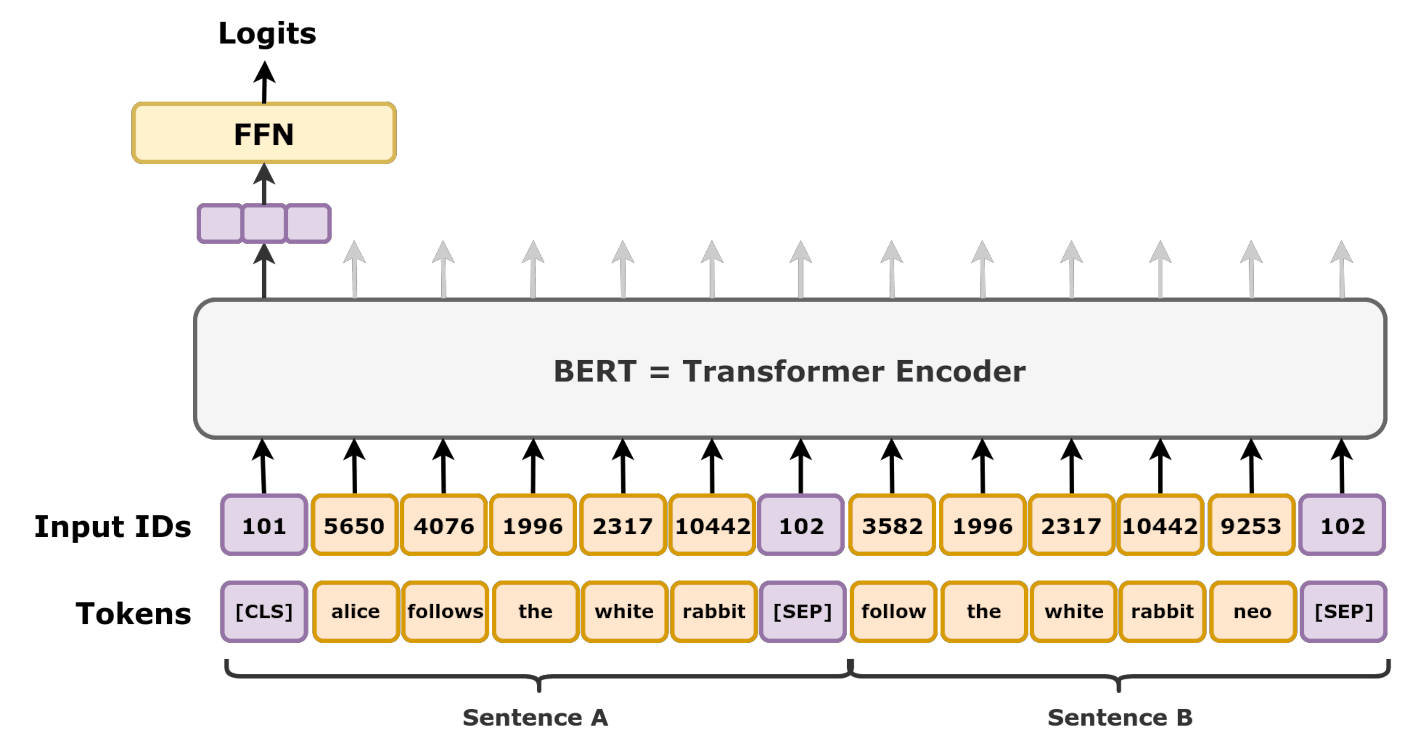 Logits
FFN
BERT = Transformer Encoder
Input IDs 101 5650 4076 1996 2317 10442 102 3582 1996 2317 10442 9253 102
Tokens [CLS] alice follows the white rabbit [SEP] follow the white rabbit neo [SEP]
Sentence A Sentence B